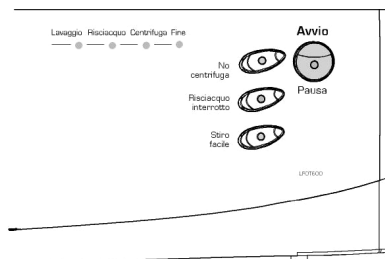 Lavaggio Risciacquo Centrifuga Fine
Avvio
No
centrifuga
Pausa
Risciacquo
interrotto
Stiro
facile